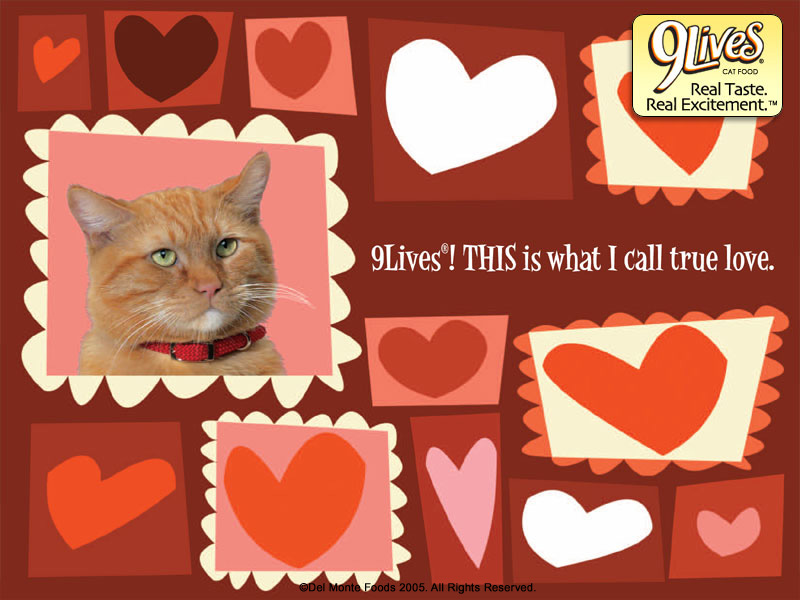 9Lives®
CAT FOOD
Real Taste.
Real Excitement.™
9Lives®! THIS is what I call true love.
©Del Monte Foods 2005. All Rights Reserved.